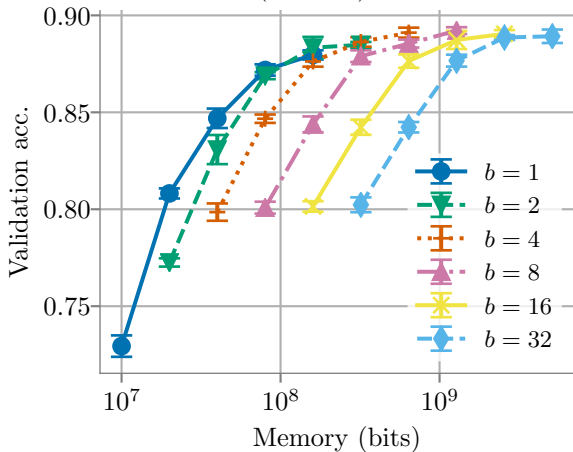 0.90
0.85
0.80
0.75
Validation acc.
b = 1
b = 2
b = 4
b = 8
b = 16
b = 32
10^7
10^8
10^9
Memory (bits)